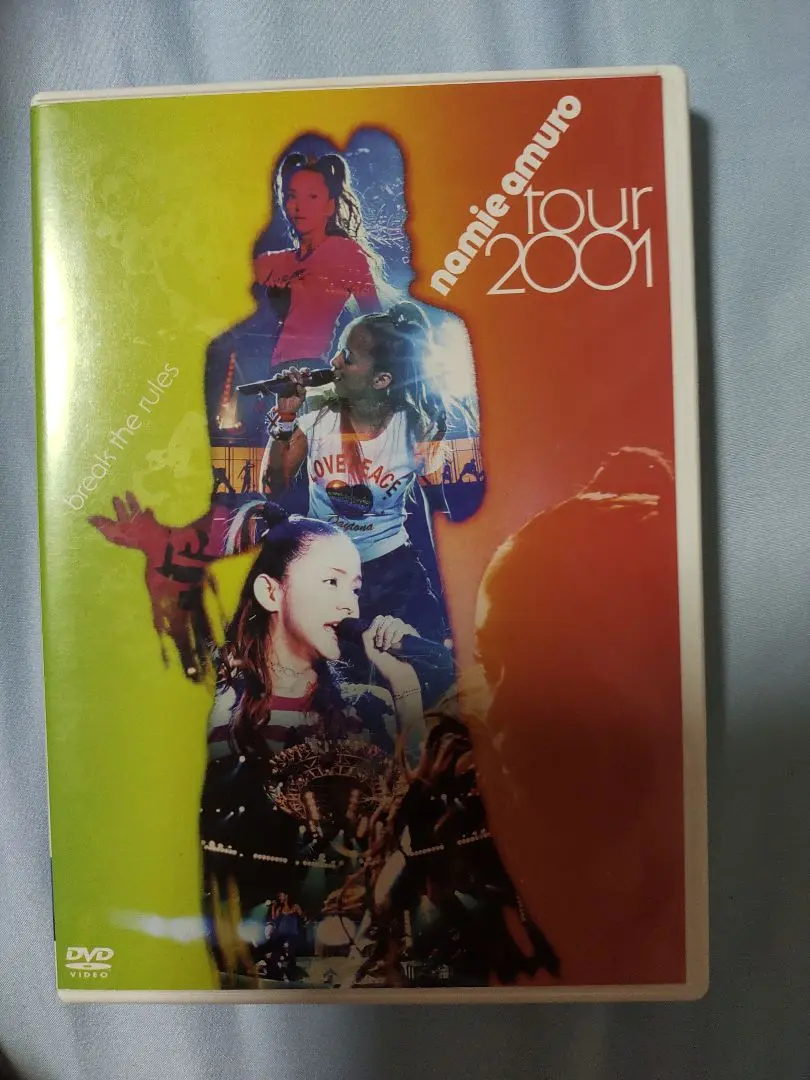 namie amuro
tour
2001
break the rules
LOVE PEACE
Daytona
DVD
VIDEO